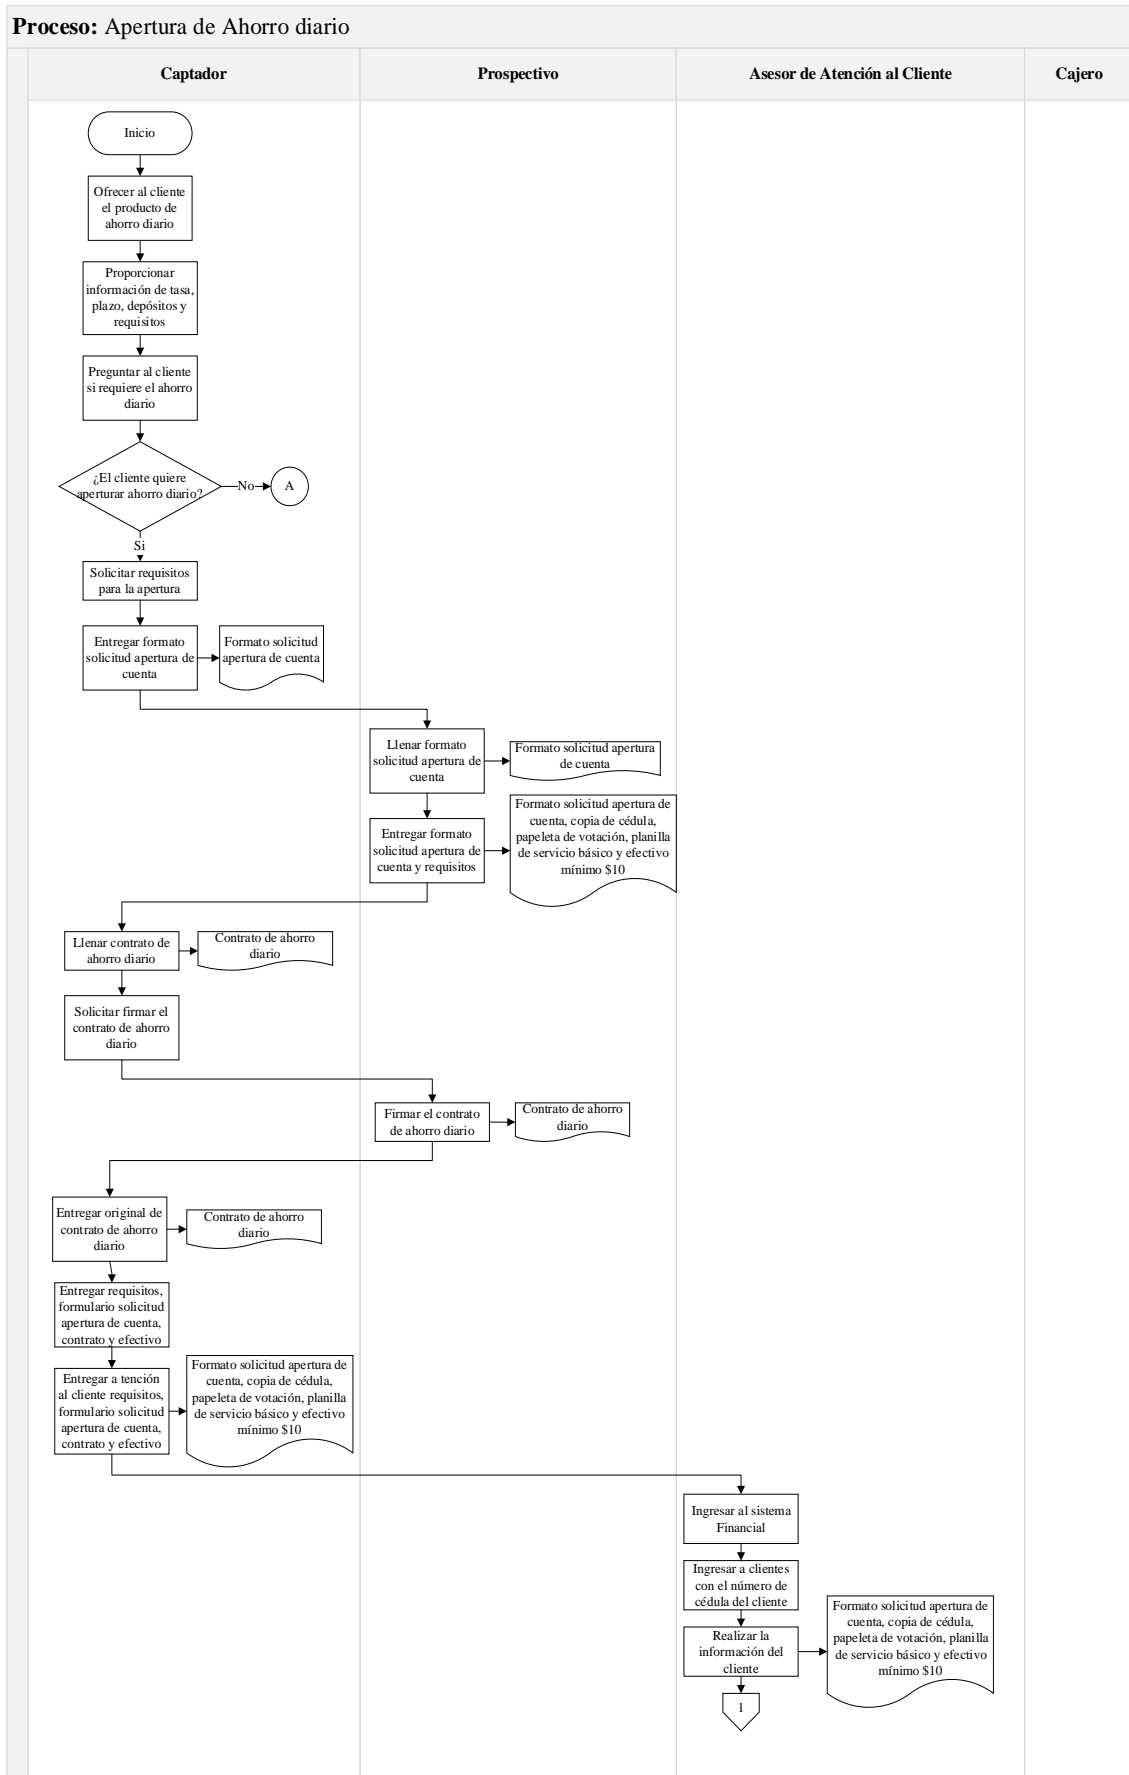 Proceso: Apertura de Ahorro diario
Captador
Prospectivo
Asesor de Atención al Cliente
Cajero
Inicio
Ofrecer al cliente
el producto de
ahorro diario
Proporcionar
información de tasa,
plazo, depósitos y
requisitos
Preguntar al cliente
si requiere el ahorro
diario
¿El cliente quiere
aperturar ahorro diario?
No
A
Si
Solicitar requisitos
para la apertura
Entregar formato
solicitud apertura de
cuenta
Formato solicitud
apertura de cuenta
Llenar formato
solicitud apertura de
cuenta
Formato solicitud apertura
de cuenta
Entregar formato
solicitud apertura de
cuenta y requisitos
Formato solicitud apertura de
cuenta, copia de cédula,
papeleta de votación, planilla
de servicio básico y efectivo
mínimo $10
Llenar contrato de
ahorro diario
Contrato de ahorro
diario
Solicitar firmar el
contrato de ahorro
diario
Firmar el contrato
de ahorro diario
Contrato de ahorro
diario
Entregar original de
contrato de ahorro
diario
Contrato de ahorro
diario
Entregar requisitos,
formulario solicitud
apertura de cuenta,
contrato y efectivo
Entregar a tención
al cliente requisitos,
formulario solicitud
apertura de cuenta,
contrato y efectivo
Formato solicitud apertura de
cuenta, copia de cédula,
papeleta de votación, planilla
de servicio básico y efectivo
mínimo $10
Ingresar al sistema
Financial
Ingresar a clientes
con el número de
cédula del cliente
Realizar la
información del
cliente
Formato solicitud apertura de
cuenta, copia de cédula,
papeleta de votación, planilla
de servicio básico y efectivo
mínimo $10
1